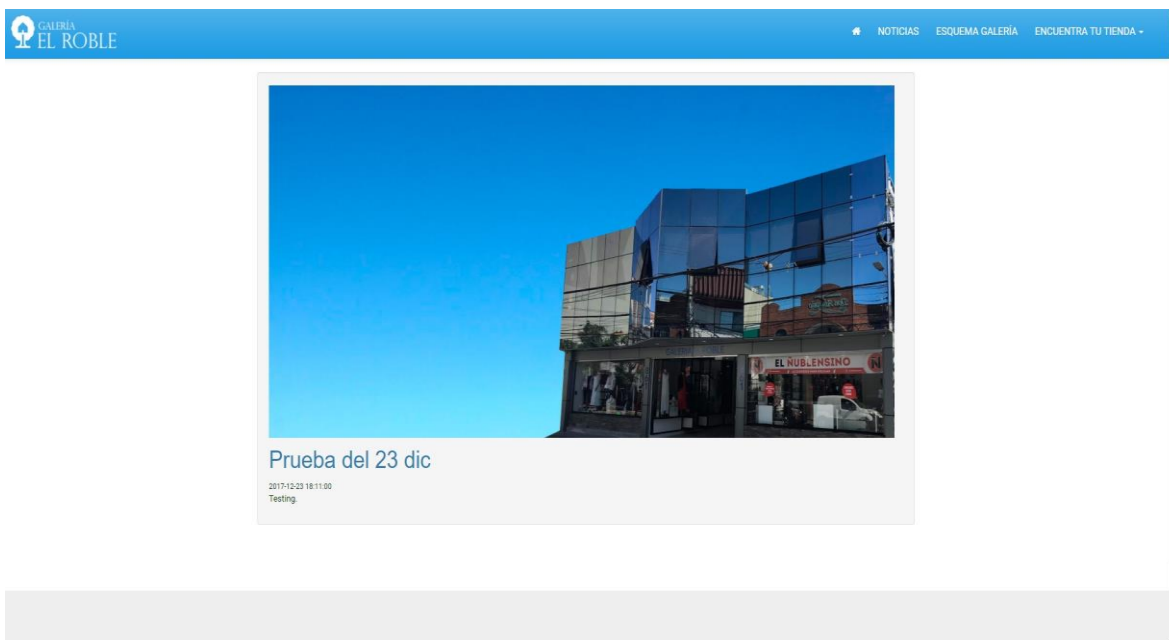 GALERÍA
EL ROBLE
NOTICIAS ESQUEMA GALERÍA ENCUENTRA TU TIENDA
EL ÑUBLENSINO Ñ
Prueba del 23 dic
2017-12-23 18:11:00
Testing.